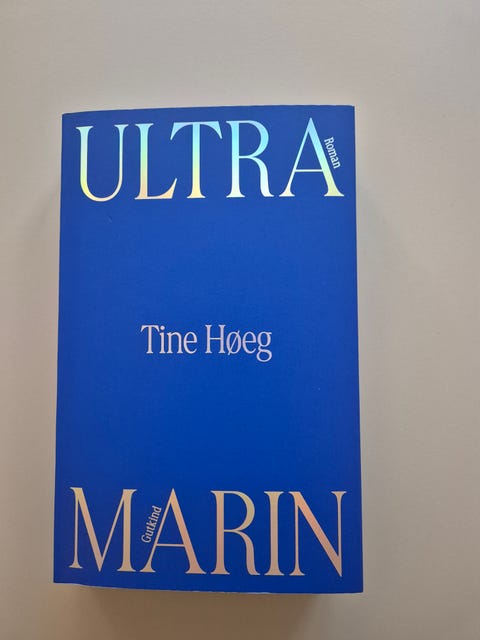 ULTRA
Roman
Tine Høeg
Gutkind
MARIN